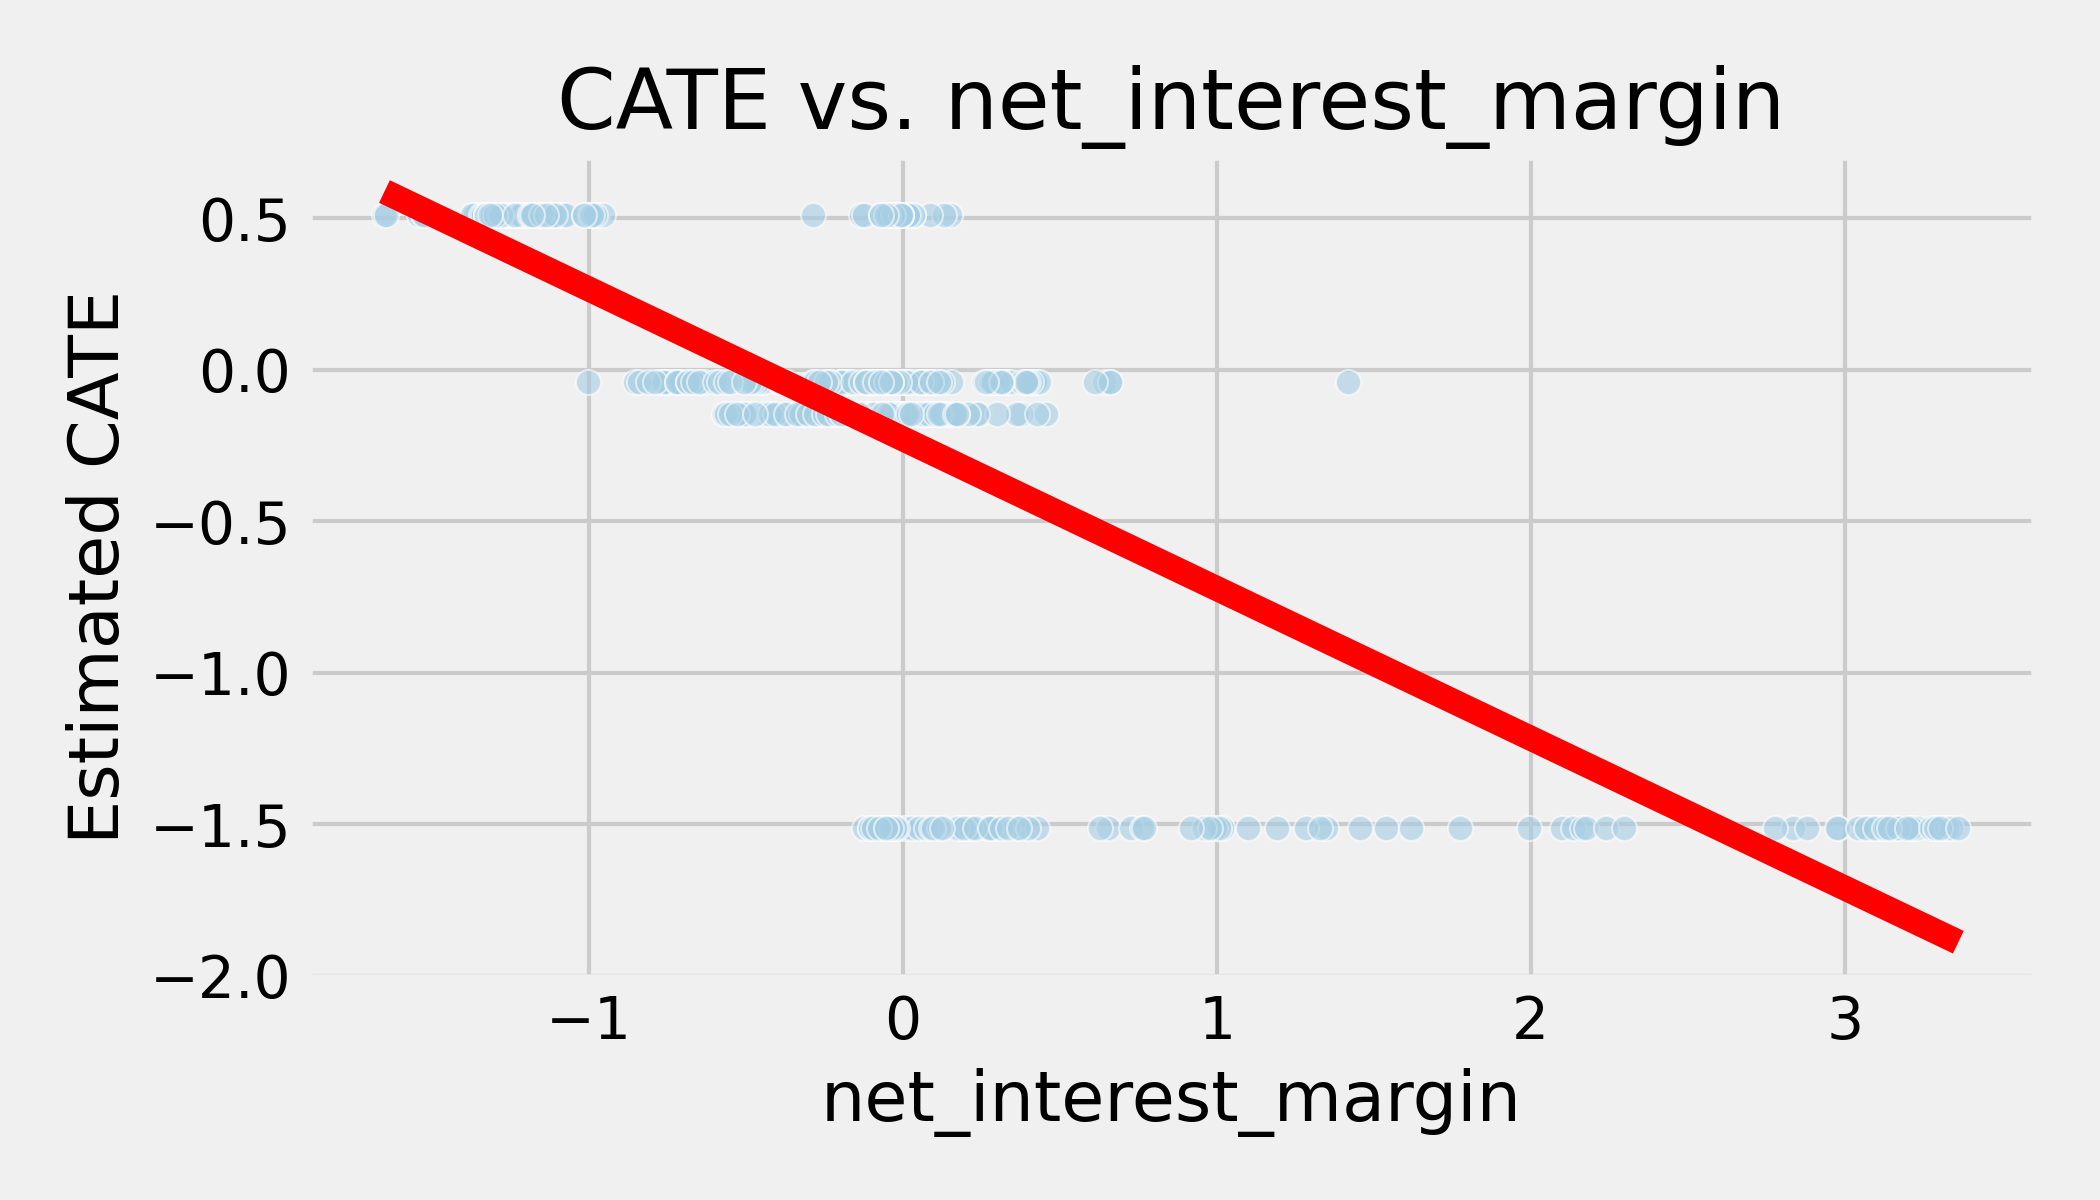 CATE vs. net_interest_margin
Estimated CATE
0.5
0.0
−0.5
−1.0
−1.5
−2.0
−1 0 1 2 3
net_interest_margin